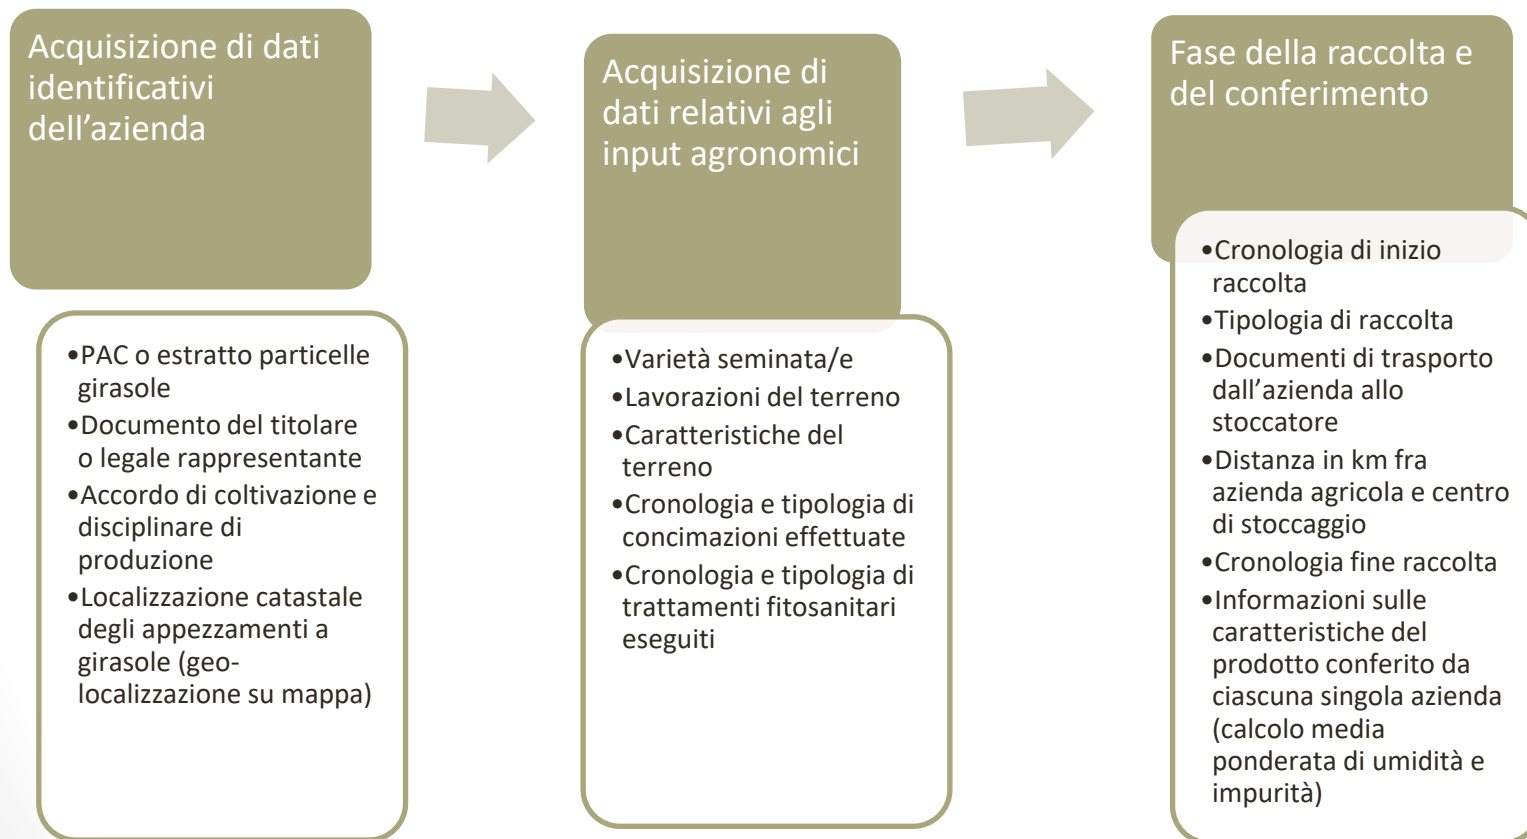 Acquisizione di dati
identificativi
dell’azienda
•PAC o estratto particelle
girasole
•Documento del titolare
o legale rappresentante
•Accordo di coltivazione e
disciplinare di
produzione
•Localizzazione catastale
degli appezzamenti a
girasole (geo-
localizzazione su mappa)
Acquisizione di
dati relativi agli
input agronomici
•Varietà seminata/e
•Lavorazioni del terreno
•Caratteristiche del
terreno
•Cronologia e tipologia di
concimazioni effettuate
•Cronologia e tipologia di
trattamenti fitosanitari
eseguiti
Fase della raccolta e
del conferimento
•Cronologia di inizio
raccolta
•Tipologia di raccolta
•Documenti di trasporto
dall’azienda allo
stoccatore
•Distanza in km fra
azienda agricola e centro
di stoccaggio
•Cronologia fine raccolta
•Informazioni sulle
caratteristiche del
prodotto conferito da
ciascuna singola azienda
(calcolo media
ponderata di umidità e
impurità)